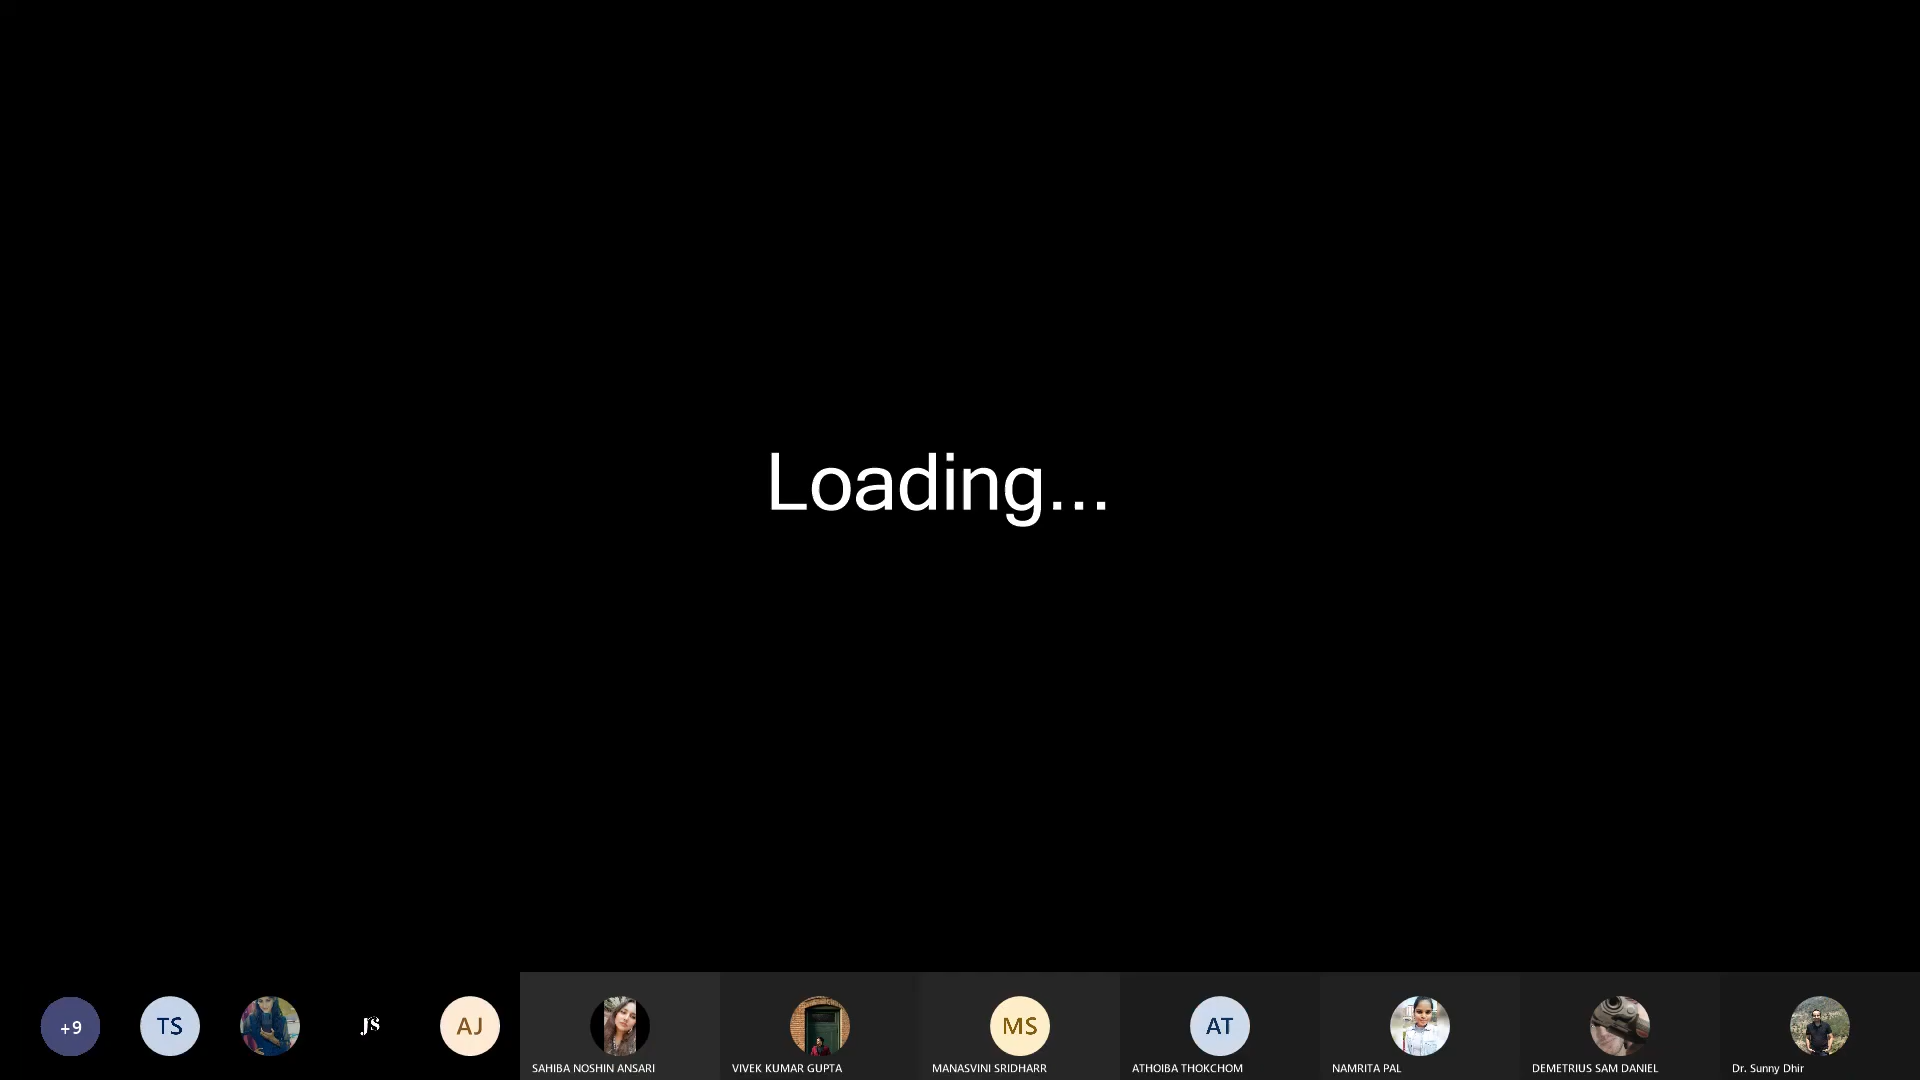 Loading...
+9
TS
JS
AJ
MS
AT
SAHIBA NOSHIN ANSARI
VIVEK KUMAR GUPTA
MANASVINI SRIDHARR
ATHOIBA THOKCHOM
NAMRITA PAL
DEMETRIUS SAM DANIEL
Dr. Sunny Dhir